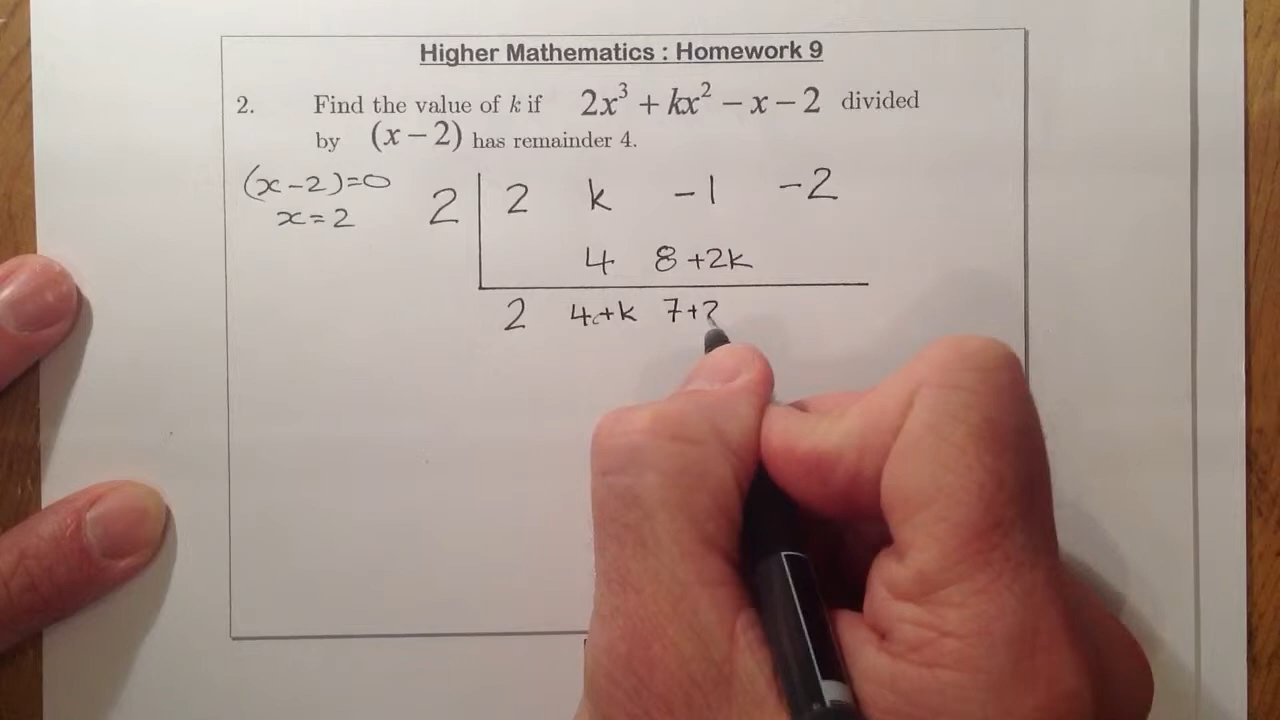 Higher Mathematics : Homework 9
2. Find the value of k if 2x³ + kx² − x − 2 divided
by (x − 2) has remainder 4.
(x-2)=0
x=2
2 2 k -1 -2
4 8+2k
2 4+k 7+2